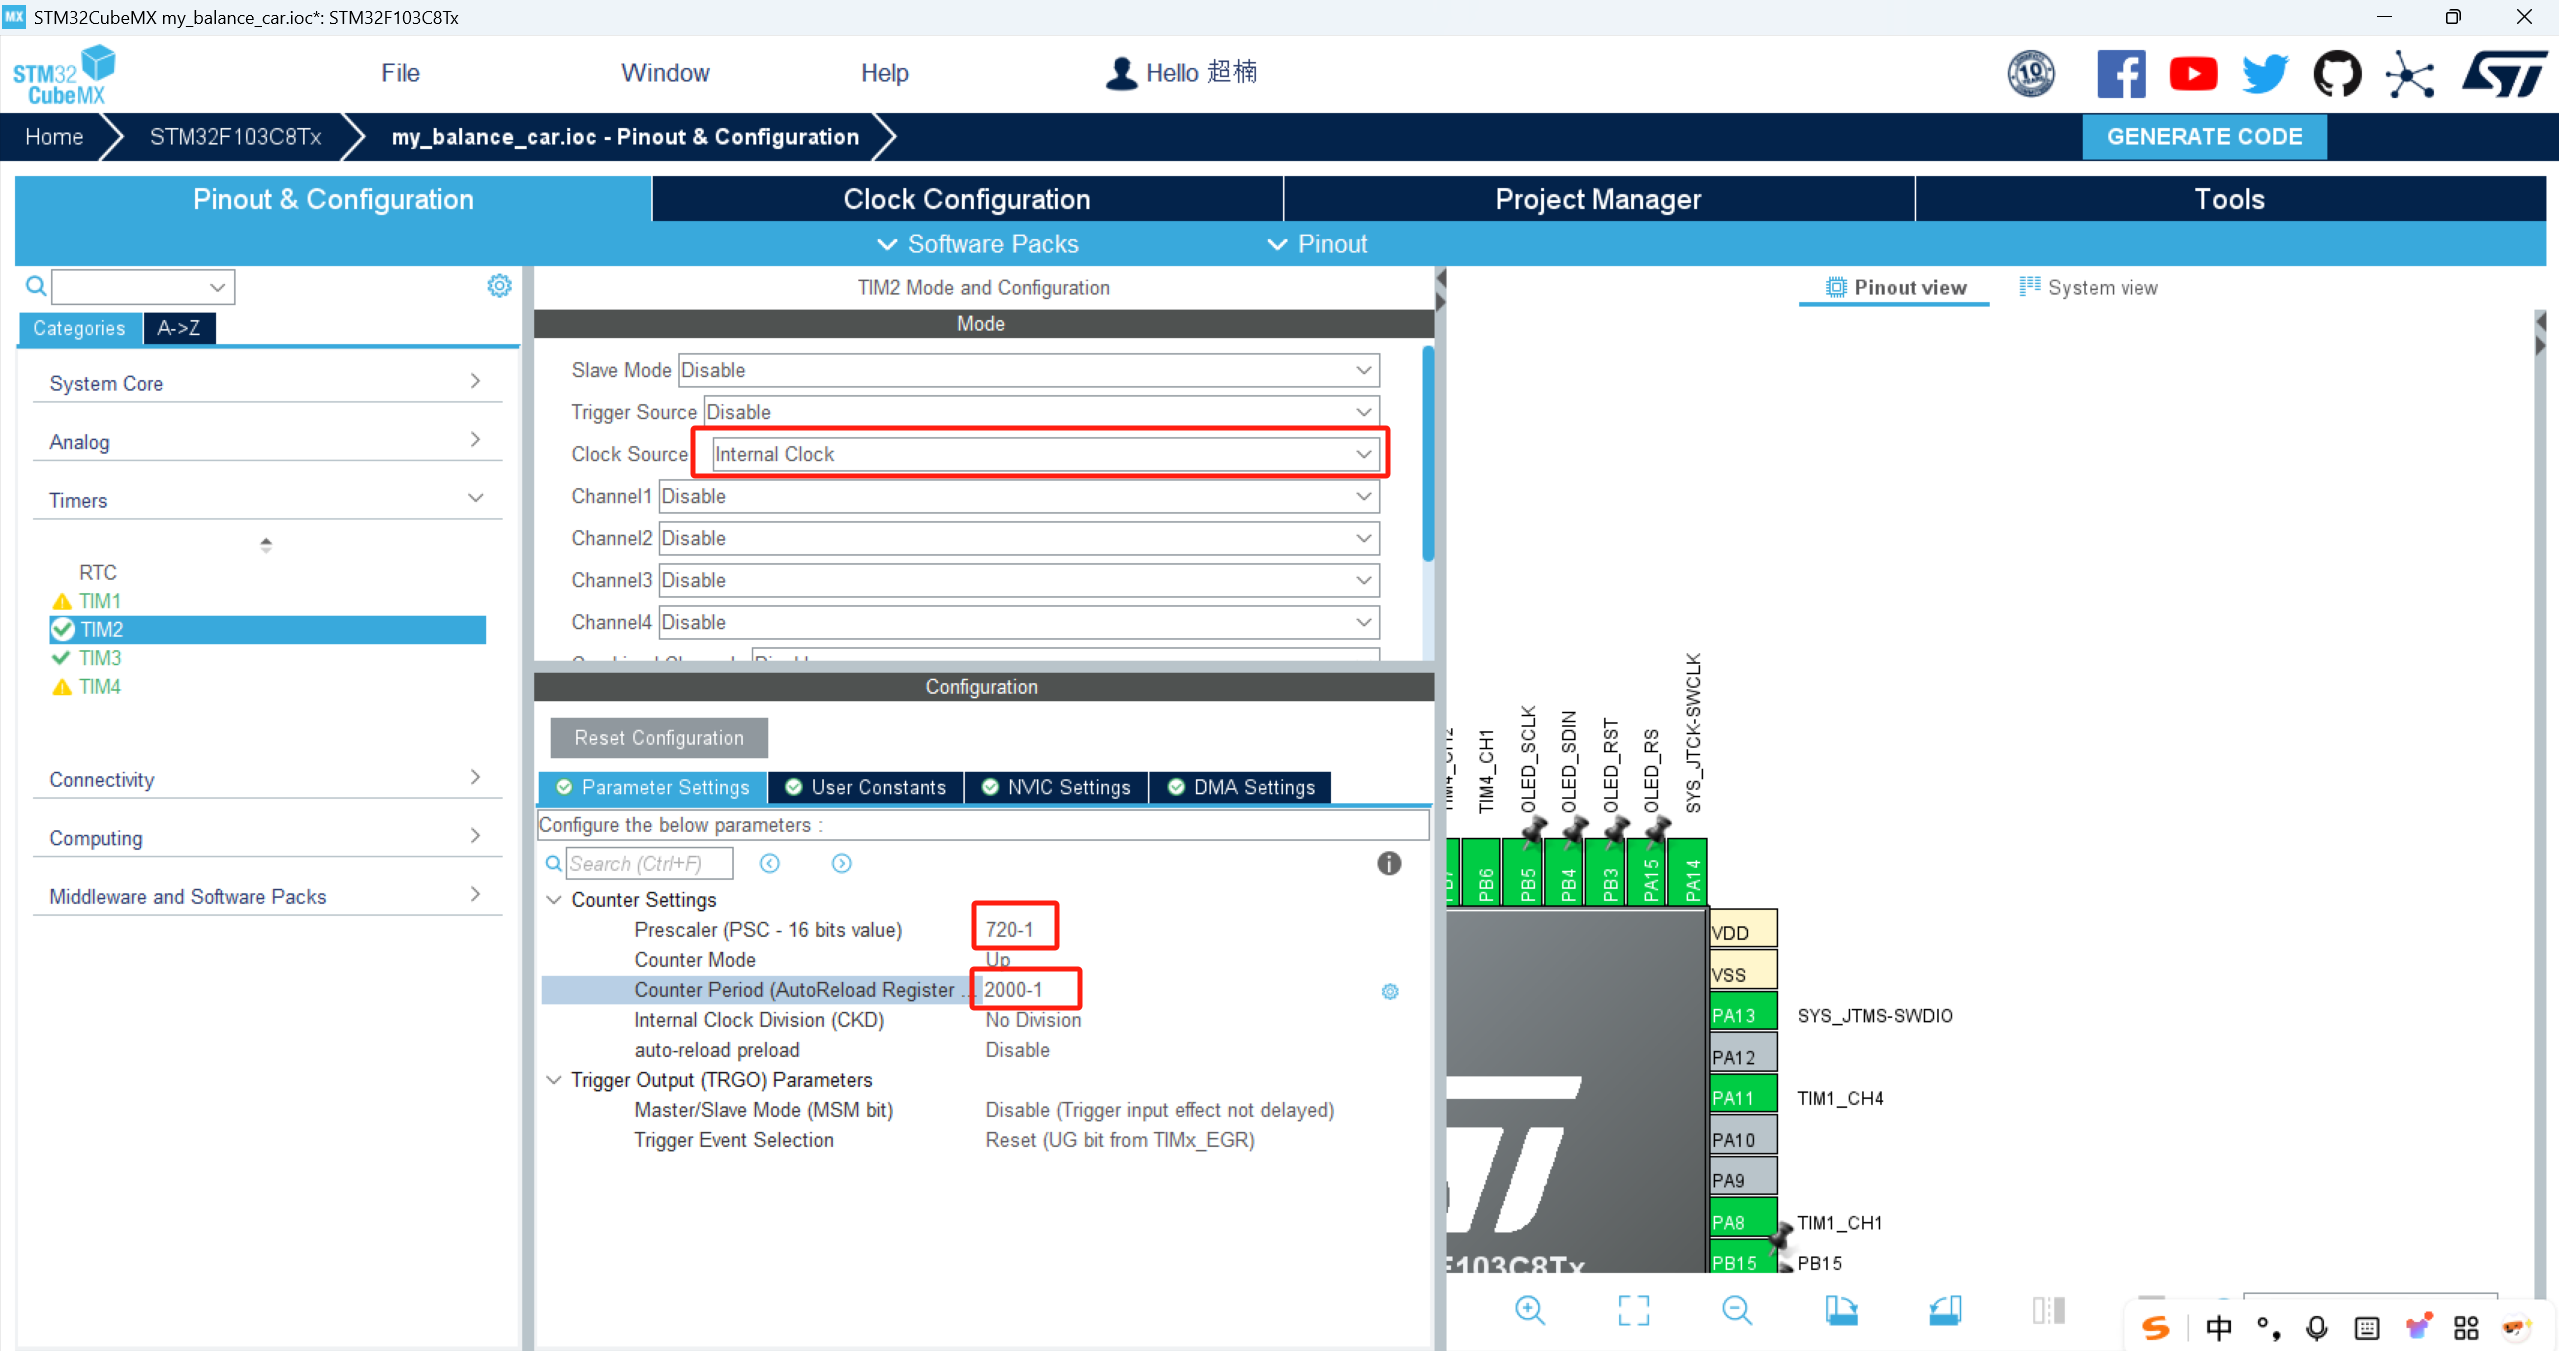 MX STM32CubeMX my_balance_car.ioc*: STM32F103C8Tx
STM32
CubeMX
File
Window
Help
Hello 超楠
10
ST
Home
STM32F103C8Tx
my_balance_car.ioc - Pinout & Configuration
GENERATE CODE
Pinout & Configuration
Clock Configuration
Project Manager
Tools
Software Packs
Pinout
Categories
A->Z
System Core
Analog
Timers
RTC
TIM1
TIM2
TIM3
TIM4
Connectivity
Computing
Middleware and Software Packs
TIM2 Mode and Configuration
Mode
Slave Mode Disable
Trigger Source Disable
Clock Source Internal Clock
Channel1 Disable
Channel2 Disable
Channel3 Disable
Channel4 Disable
Configuration
Reset Configuration
Parameter Settings
User Constants
NVIC Settings
DMA Settings
Configure the below parameters :
Search (Ctrl+F)
Counter Settings
Prescaler (PSC - 16 bits value) 720-1
Counter Mode Up
Counter Period (AutoReload Register ... 2000-1
Internal Clock Division (CKD) No Division
auto-reload preload Disable
Trigger Output (TRGO) Parameters
Master/Slave Mode (MSM bit) Disable (Trigger input effect not delayed)
Trigger Event Selection Reset (UG bit from TIMx_EGR)
Pinout view
System view
TIM4_CH1
OLED_SCLK
OLED_SDIN
OLED_RST
OLED_RS
SYS_JTCK-SWCLK
PB6
PB5
PB4
PB3
PA15
PA14
VDD
VSS
PA13 SYS_JTMS-SWDIO
PA12
PA11 TIM1_CH4
PA10
PA9
PA8 TIM1_CH1
PB15 PB15
F103C8Tx
中